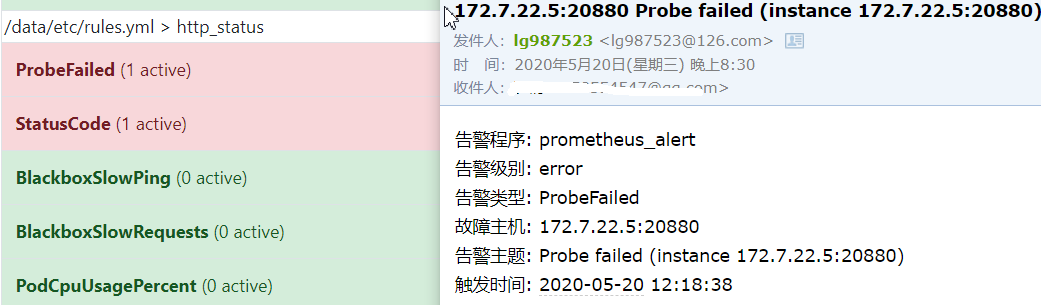 /data/etc/rules.yml > http_status
ProbeFailed (1 active)
StatusCode (1 active)
BlackboxSlowPing (0 active)
BlackboxSlowRequests (0 active)
PodCpuUsagePercent (0 active)
172.7.22.5:20880 Probe failed (instance 172.7.22.5:20880)
发件人: lg987523 <lg987523@126.com>
时 间: 2020年5月20日(星期三) 晚上8:30
收件人:
告警程序: prometheus_alert
告警级别: error
告警类型: ProbeFailed
故障主机: 172.7.22.5:20880
告警主题: Probe failed (instance 172.7.22.5:20880)
触发时间: 2020-05-20 12:18:38